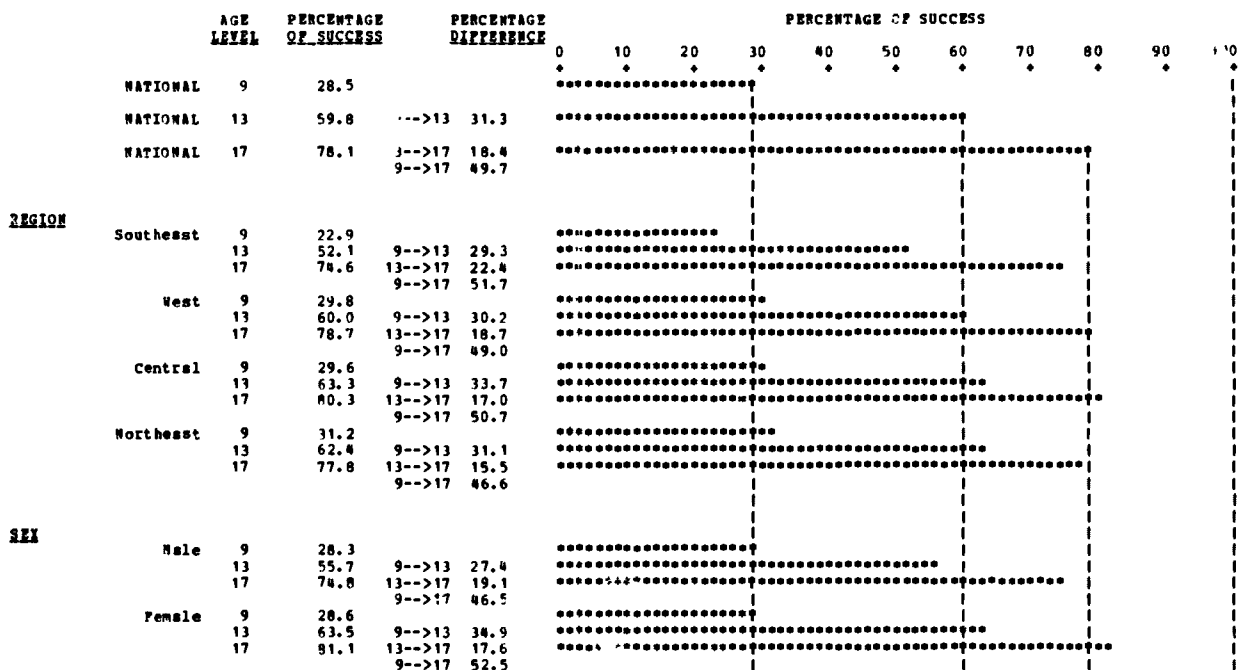 AGE PERCENTAGE PERCENTAGE PERCENTAGE OF SUCCESS
LEVEL OF SUCCESS DIFFERENCE
0 10 20 30 40 50 60 70 80 90
NATIONAL 9 28.5
NATIONAL 13 59.8 -->13 31.3
NATIONAL 17 78.1 3-->17 18.4
9-->17 49.7
REGION
Southeast 9 22.9
13 52.1 9-->13 29.3
17 74.6 13-->17 22.4
9-->17 51.7
West 9 29.8
13 60.0 9-->13 30.2
17 78.7 13-->17 18.7
9-->17 49.0
Central 9 29.6
13 63.3 9-->13 33.7
17 80.3 13-->17 17.0
9-->17 50.7
Northeast 9 31.2
13 62.4 9-->13 31.1
17 77.8 13-->17 15.5
9-->17 46.6
SEX
Male 9 28.3
13 55.7 9-->13 27.4
17 74.8 13-->17 19.1
9-->17 46.5
Female 9 28.6
13 63.5 9-->13 34.9
17 81.1 13-->17 17.6
9-->17 52.5